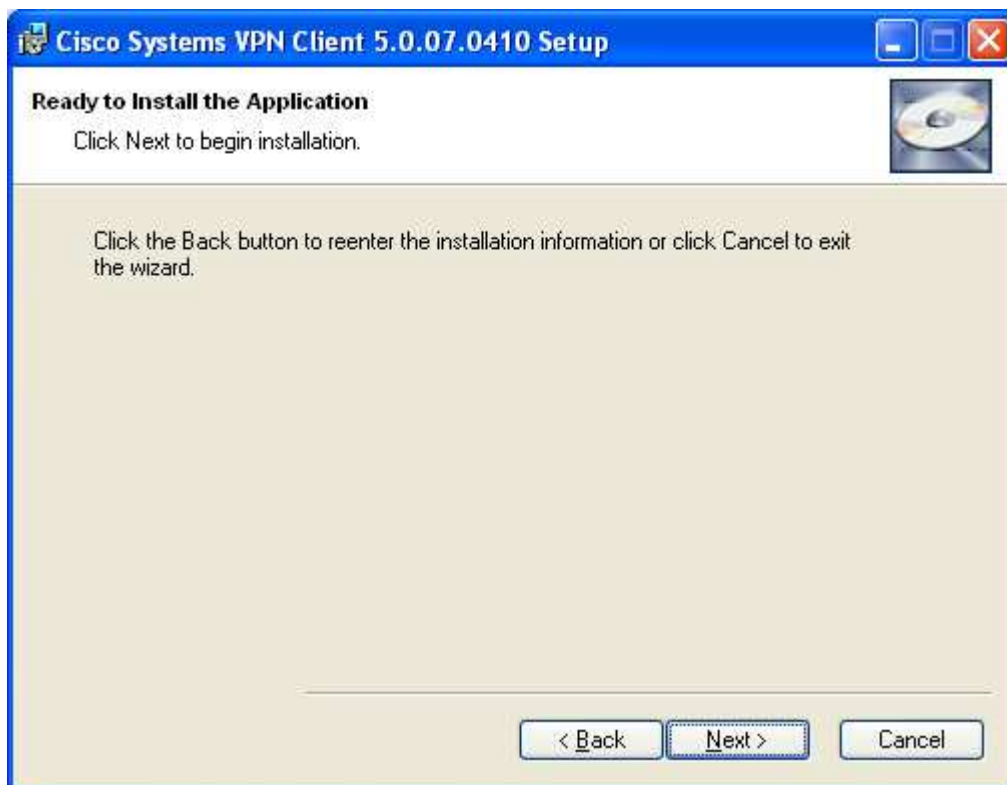 Cisco Systems VPN Client 5.0.07.0410 Setup
Ready to Install the Application
Click Next to begin installation.
Click the Back button to reenter the installation information or click Cancel to exit
the wizard.
< Back
Next >
Cancel